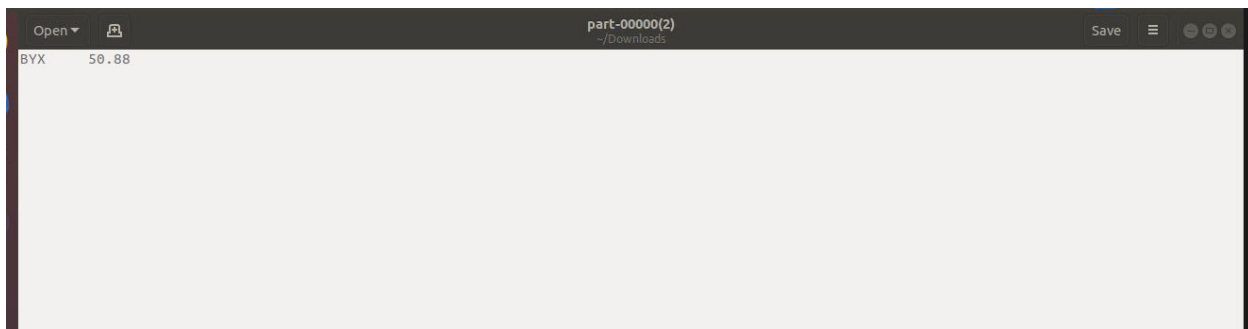 Open
part-00000(2)
~/Downloads
Save
BYX 50.88